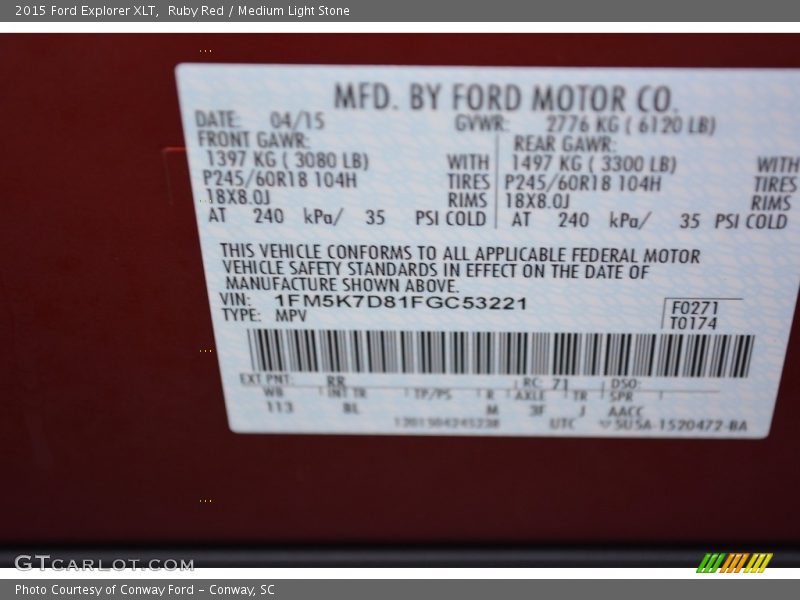 2015 Ford Explorer XLT,  Ruby Red / Medium Light Stone
MFD. BY FORD MOTOR CO.
DATE: 04/15 GVWR: 2776 KG ( 6120 LB)
FRONT GAWR: REAR GAWR:
1397 KG ( 3080 LB) WITH 1497 KG ( 3300 LB) WITH
P245/60R18 104H TIRES P245/60R18 104H TIRES
18X8.0J RIMS 18X8.0J RIMS
AT 240 kPa/ 35 PSI COLD AT 240 kPa/ 35 PSI COLD
THIS VEHICLE CONFORMS TO ALL APPLICABLE FEDERAL MOTOR
VEHICLE SAFETY STANDARDS IN EFFECT ON THE DATE OF
MANUFACTURE SHOWN ABOVE.
VIN: 1FM5K7D81FGC53221 F0271
TYPE: MPV T0174
EXT PNT: RR RC: 71 DSO:
WB INT TR TP/PS R AXLE TR SPR
113 8L M 3F J AACC
UTC 5U5A-1520472-BA
GTCARLOT.COM
Photo Courtesy of Conway Ford – Conway, SC